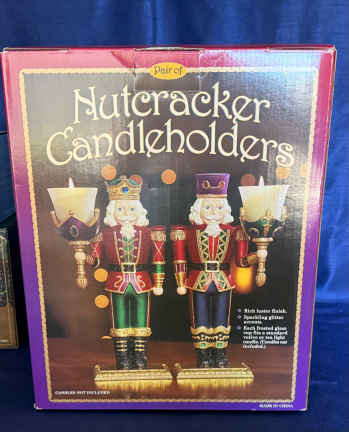 Pair of
Nutcracker
Candleholders
Rich lustre finish.
Sparkling glitter
accents.
Each frosted glass
cup fits a standard
votive or tea light
candle. (Candles not
included.)
CANDLES NOT INCLUDED
MADE IN CHINA